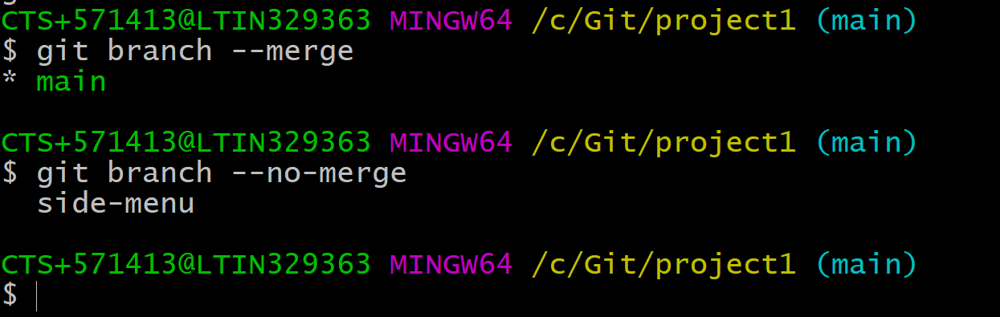 CTS+571413@LTIN329363 MINGW64 /c/Git/project1 (main)
$ git branch --merge
* main
CTS+571413@LTIN329363 MINGW64 /c/Git/project1 (main)
$ git branch --no-merge
side-menu
CTS+571413@LTIN329363 MINGW64 /c/Git/project1 (main)
$